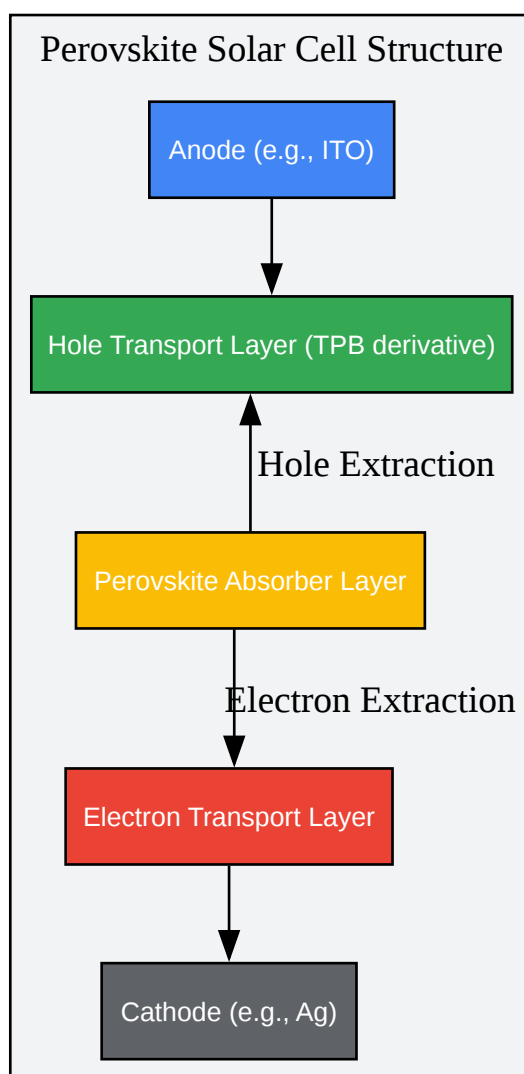 Perovskite Solar Cell Structure
Anode (e.g., ITO)
Hole Transport Layer (TPB derivative)
Hole Extraction
Perovskite Absorber Layer
Electron Extraction
Electron Transport Layer
Cathode (e.g., Ag)